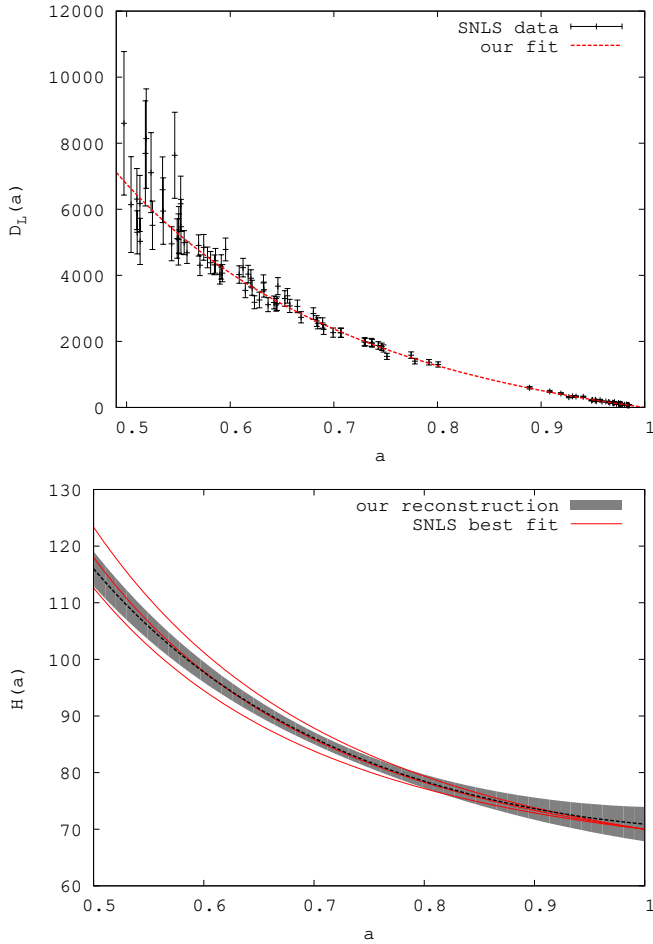 12000
10000
8000
6000
4000
2000
0
D_L(a)
SNLS data
our fit
0.5 0.6 0.7 0.8 0.9 1
a
130
120
110
100
90
80
70
60
H(a)
our reconstruction
SNLS best fit
0.5 0.6 0.7 0.8 0.9 1
a